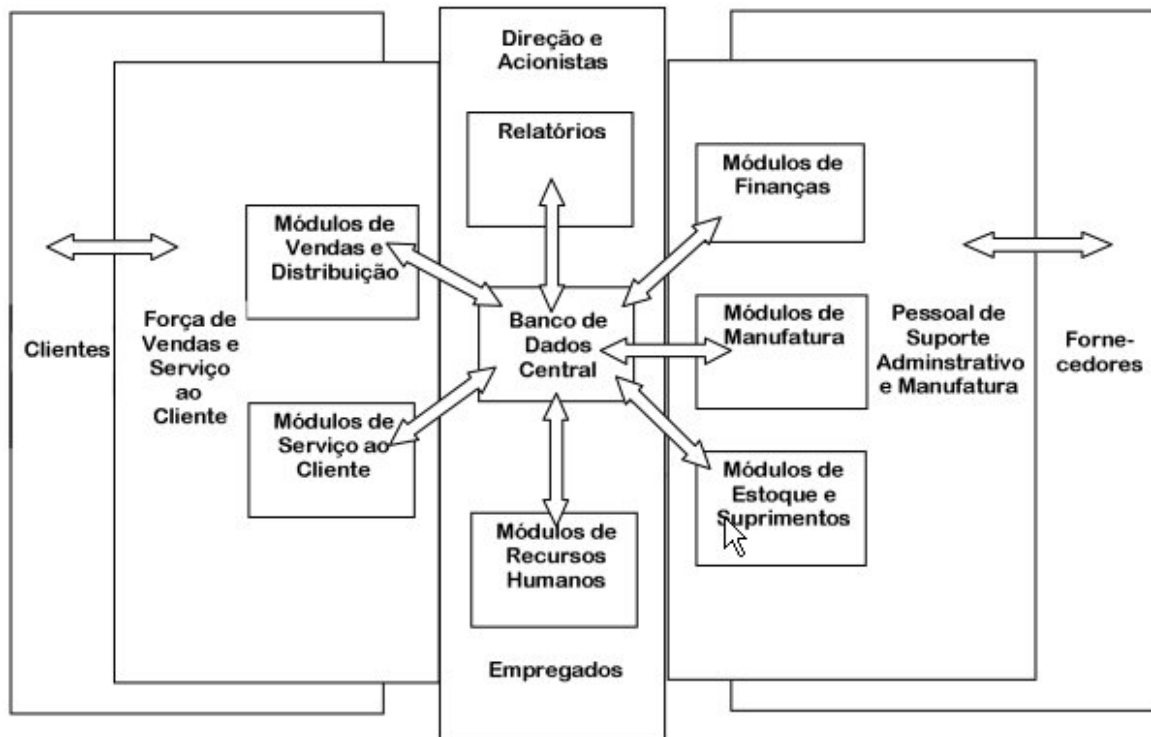 Direção e
Acionistas
Relatórios
Módulos de
Finanças
Módulos de
Vendas e
Distribuição
Banco de
Dados
Central
Módulos de
Manufatura
Clientes
Força de
Vendas e
Serviço
ao
Cliente
Pessoal de
Suporte
Adminstrativo
e Manufatura
Forne-
cedores
Módulos de
Serviço ao
Cliente
Módulos de
Estoque e
Suprimentos
Módulos de
Recursos
Humanos
Empregados